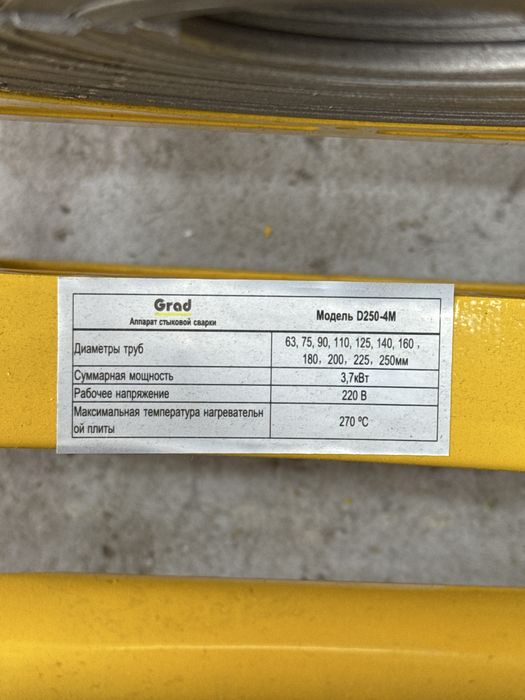 Grad
Аппарат стыковой сварки
Модель D250-4M
Диаметры труб
63, 75, 90, 110, 125, 140, 160 ,
180, 200, 225, 250мм
Суммарная мощность
3,7кВт
Рабочее напряжение
220 В
Максимальная температура нагревательн
ой плиты
270 ºC